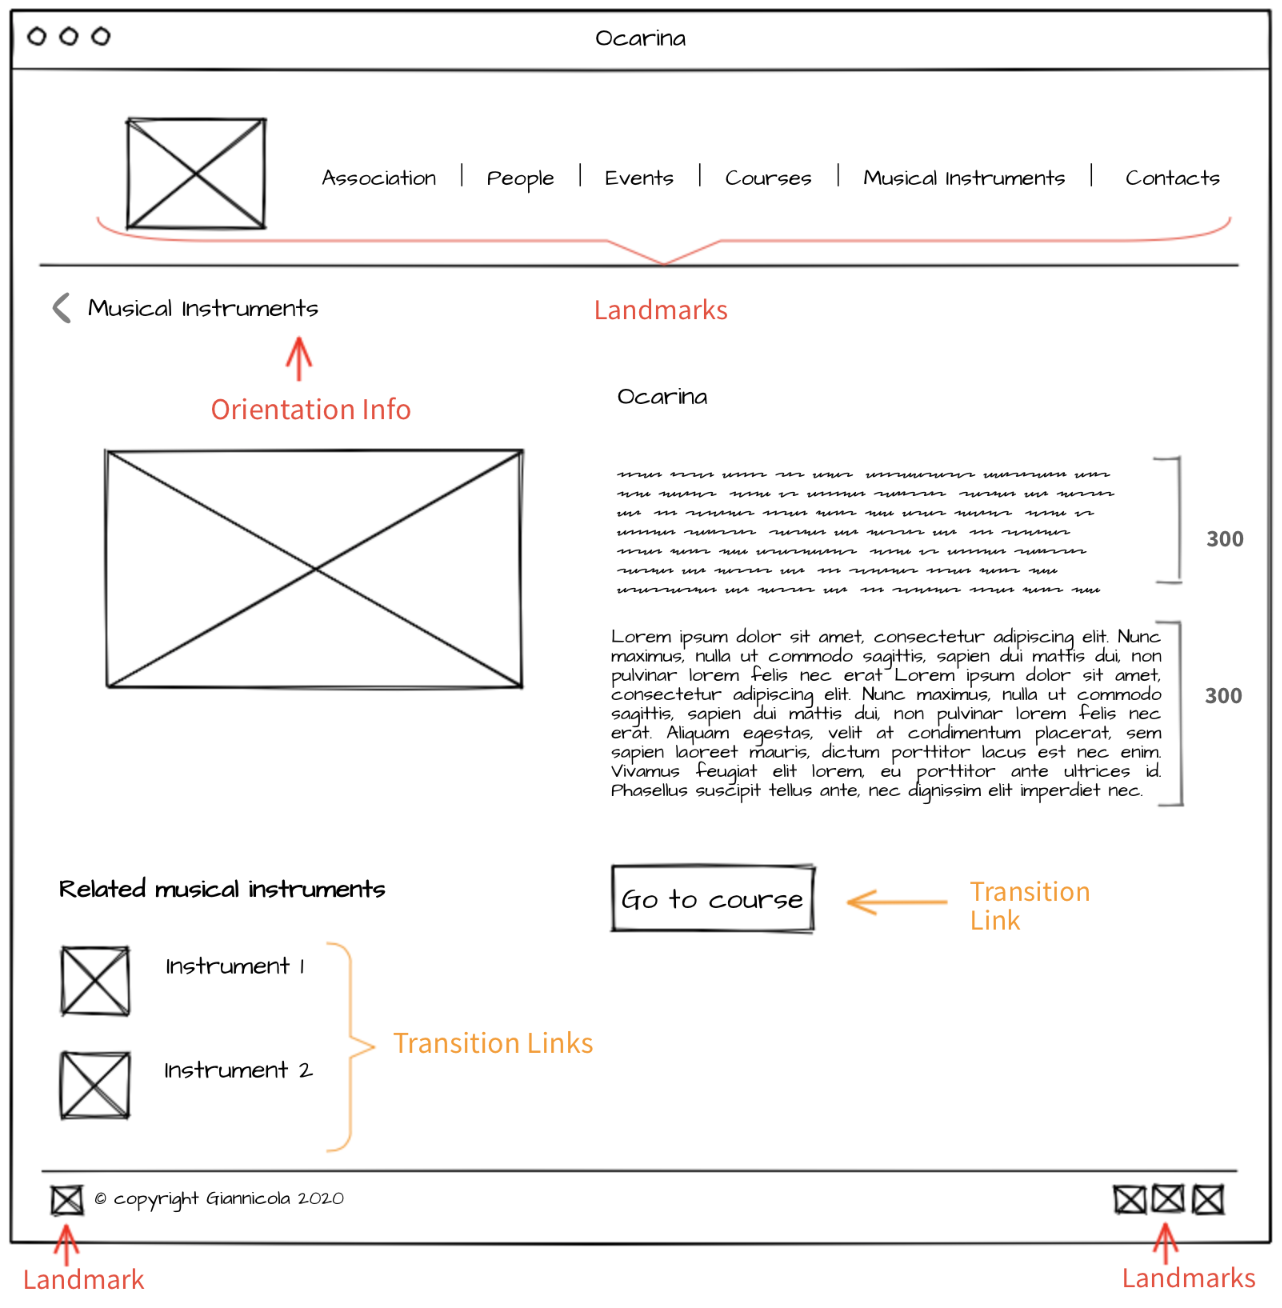 Ocarina
Association | People | Events | Courses | Musical Instruments | Contacts
Musical Instruments
Landmarks
Orientation Info
Ocarina
300
Lorem ipsum dolor sit amet, consectetur adipiscing elit. Nunc
maximus, nulla ut commodo sagittis, sapien dui mattis dui, non
pulvinar lorem felis nec erat Lorem ipsum dolor sit amet,
consectetur adipiscing elit. Nunc maximus, nulla ut commodo
sagittis, sapien dui mattis dui, non pulvinar lorem felis nec
erat. Aliquam egestas, velit at condimentum placerat, sem
sapien laoreet mauris, dictum porttitor lacus est nec enim.
Vivamus feugiat elit lorem, eu porttitor ante ultrices id.
Phasellus suscipit tellus ante, nec dignissim elit imperdiet nec.
300
Related musical instruments
Go to course
Transition
Link
Instrument 1
Transition Links
Instrument 2
© copyright Giannicola 2020
Landmark
Landmarks